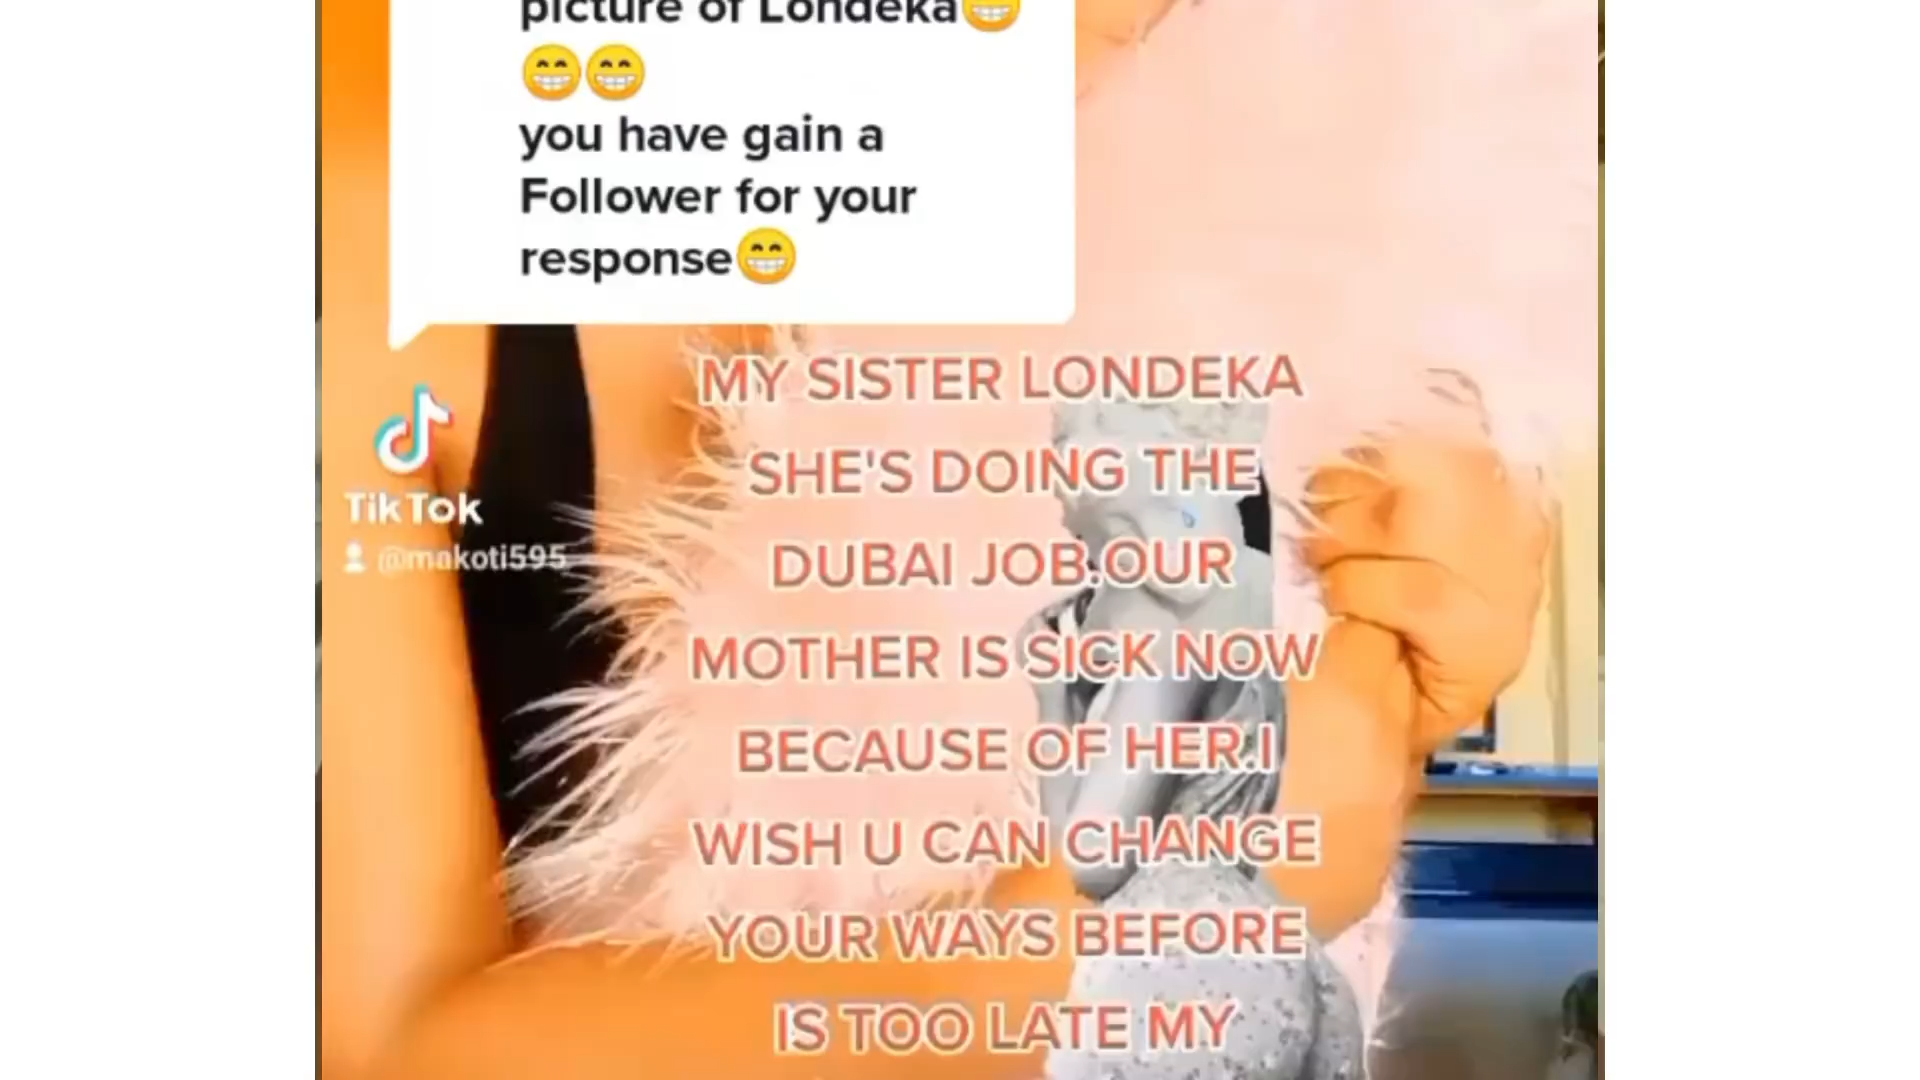 picture of Londeka😁
😁😁
you have gain a
Follower for your
response😁
MY SISTER LONDEKA
SHE'S DOING THE
DUBAI JOB.OUR
MOTHER IS SICK NOW
BECAUSE OF HER.I
WISH U CAN CHANGE
YOUR WAYS BEFORE
IS TOO LATE MY
TikTok
@makoti595